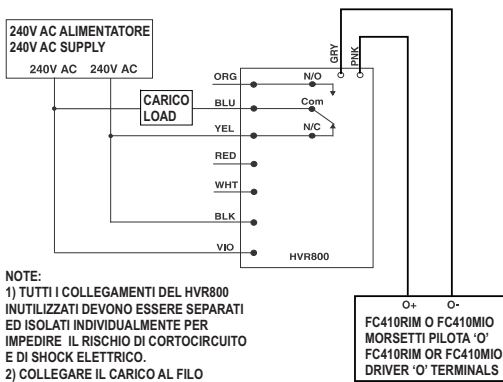 240V AC ALIMENTATORE
240V AC SUPPLY
240V AC 240V AC
GRY
PNK
ORG
N/O
CARICO
LOAD
BLU
Com
YEL
N/C
RED
WHT
BLK
VIO
HVR800
NOTE:
1) TUTTI I COLLEGAMENTI DEL HVR800
INUTILIZZATI DEVONO ESSERE SEPARATI
ED ISOLATI INDIVIDUALMENTE PER
IMPEDIRE IL RISCHIO DI CORTOCIRCUITO
E DI SHOCK ELETTRICO.
2) COLLEGARE IL CARICO AL FILO
O+ O-
FC410RIM O FC410MIO
MORSETTI PILOTA ‘O’
FC410RIM OR FC410MIO
DRIVER ‘O’ TERMINALS